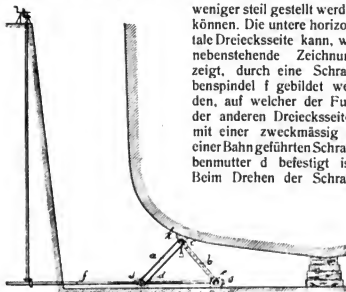 weniger steil gestellt werd
können. Die untere horizo
tale Dreiecksseite kann, w
nebenstehende Zeichnun
zeigt, durch eine Schra
benspindel f gebildet we
den, auf welcher der Fu
der anderen Dreiecksseite
mit einer zweckmässig
einer Bahn geführten Schra
benmutter d befestigt is
Beim Drehen der Schra
a
b
c
f
d
d